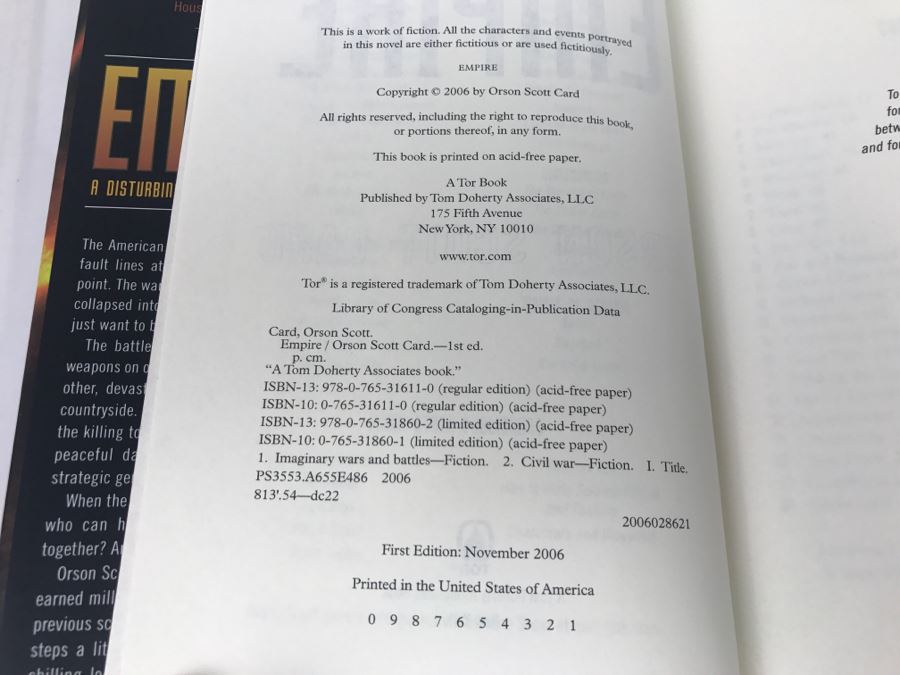 Hous
EM
A DISTURBIN
The American
fault lines at
point. The wa
collapsed into
just want to b
The battle
weapons on o
other, devast
countryside.
the killing to
peaceful da
strategic ge
When the
who can h
together? A
Orson Sc
earned mill
previous sc
steps a lit
chilling lo
This is a work of fiction. All the characters and events portrayed
in this novel are either fictitious or are used fictitiously.
EMPIRE
Copyright © 2006 by Orson Scott Card
All rights reserved, including the right to reproduce this book,
or portions thereof, in any form.
This book is printed on acid-free paper.
A Tor Book
Published by Tom Doherty Associates, LLC
175 Fifth Avenue
New York, NY 10010
www.tor.com
Tor® is a registered trademark of Tom Doherty Associates, LLC.
Library of Congress Cataloging-in-Publication Data
Card, Orson Scott.
Empire / Orson Scott Card.—1st ed.
p. cm.
“A Tom Doherty Associates book.”
ISBN-13: 978-0-765-31611-0 (regular edition) (acid-free paper)
ISBN-10: 0-765-31611-0 (regular edition) (acid-free paper)
ISBN-13: 978-0-765-31860-2 (limited edition) (acid-free paper)
ISBN-10: 0-765-31860-1 (limited edition) (acid-free paper)
1. Imaginary wars and battles—Fiction. 2. Civil war—Fiction. I. Title.
PS3553.A655E486 2006
813'.54—dc22
2006028621
First Edition: November 2006
Printed in the United States of America
0 9 8 7 6 5 4 3 2 1
To
fo
betw
and fo